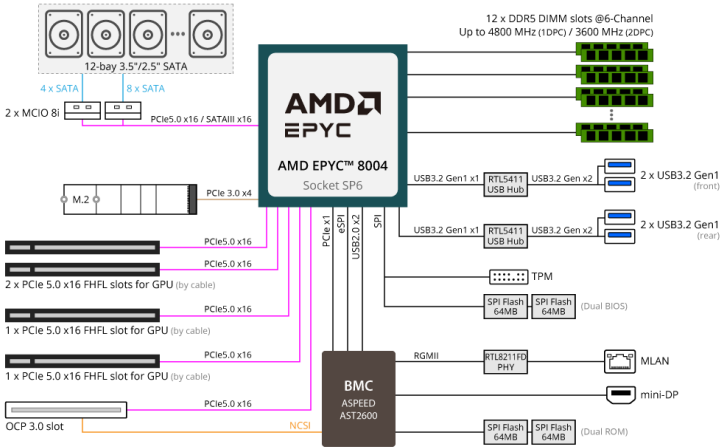 12 x DDR5 DIMM slots @6-Channel
Up to 4800 MHz (1DPC) / 3600 MHz (2DPC)
12-bay 3.5"/2.5" SATA
4 x SATA
8 x SATA
2 x MCIO 8i
PCIe5.0 x16 / SATAIII x16
AMD
EPYC
AMD EPYC™ 8004
Socket SP6
M.2
PCIe 3.0 x4
USB3.2 Gen1 x1
RTL5411
USB Hub
USB3.2 Gen x2
2 x USB3.2 Gen1
(front)
USB3.2 Gen1 x1
RTL5411
USB Hub
USB3.2 Gen x2
2 x USB3.2 Gen1
(rear)
PCIe x1
eSPI
USB2.0 x2
SPI
PCIe5.0 x16
PCIe5.0 x16
2 x PCIe 5.0 x16 FHFL slots for GPU (by cable)
TPM
SPI Flash
64MB
SPI Flash
64MB
(Dual BIOS)
PCIe5.0 x16
1 x PCIe 5.0 x16 FHFL slot for GPU (by cable)
PCIe5.0 x16
1 x PCIe 5.0 x16 FHFL slot for GPU (by cable)
BMC
ASPEED
AST2600
RGMII
RTL8211FD
PHY
MLAN
mini-DP
PCIe5.0 x16
OCP 3.0 slot
NCSI
SPI Flash
64MB
SPI Flash
64MB
(Dual ROM)